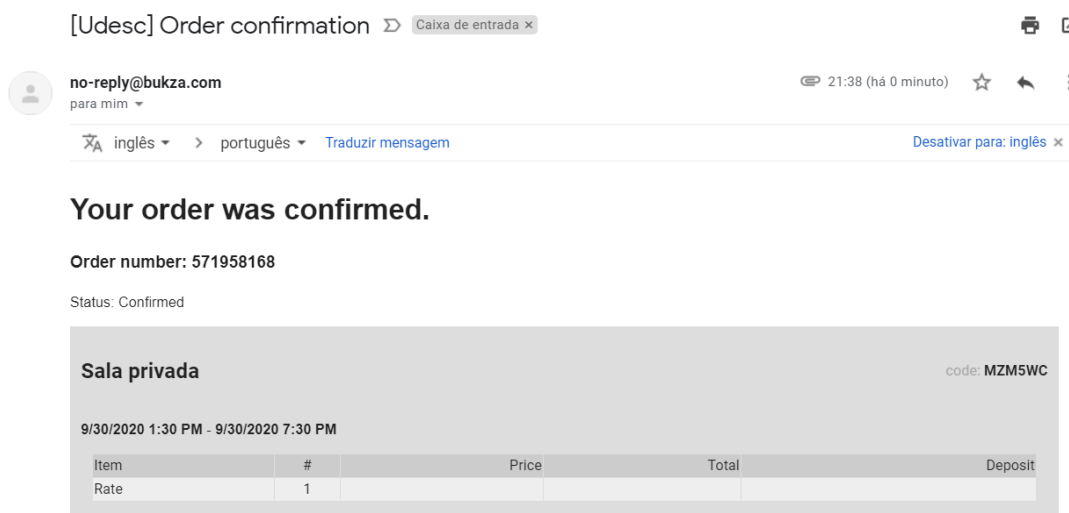 [Udesc] Order confirmation Caixa de entrada ×
no-reply@bukza.com 21:38 (há 0 minuto)
para mim
inglês > português Traduzir mensagem Desativar para: inglês ×
Your order was confirmed.
Order number: 571958168
Status: Confirmed
Sala privada code: MZM5WC
9/30/2020 1:30 PM - 9/30/2020 7:30 PM
Item # Price Total Deposit
Rate 1